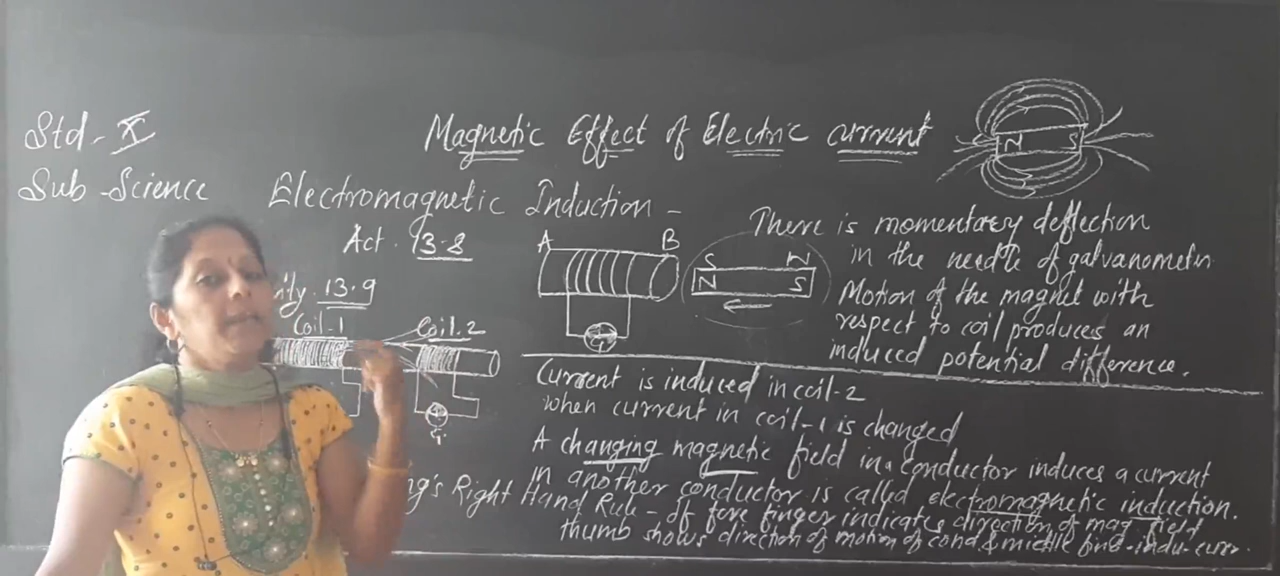 Std - X
Sub - Science
Magnetic Effect of Electric current
N S
Electromagnetic Induction -
Act. 13.8
A B
S N
N S
G
There is momentary deflection
in the needle of galvanometer
Motion of the magnet with
respect to coil produces an
induced potential difference.
ity. 13.9
Coil-1 Coil-2
G
Current is induced in coil-2
when current in coil-1 is changed
A changing magnetic field in a conductor induces a current
in another conductor is called electromagnetic induction.
ng's Right Hand Rule - If fore finger indicates direction of mag. field
thumb shows direction of motion of cond & middle fing - indu - curr.